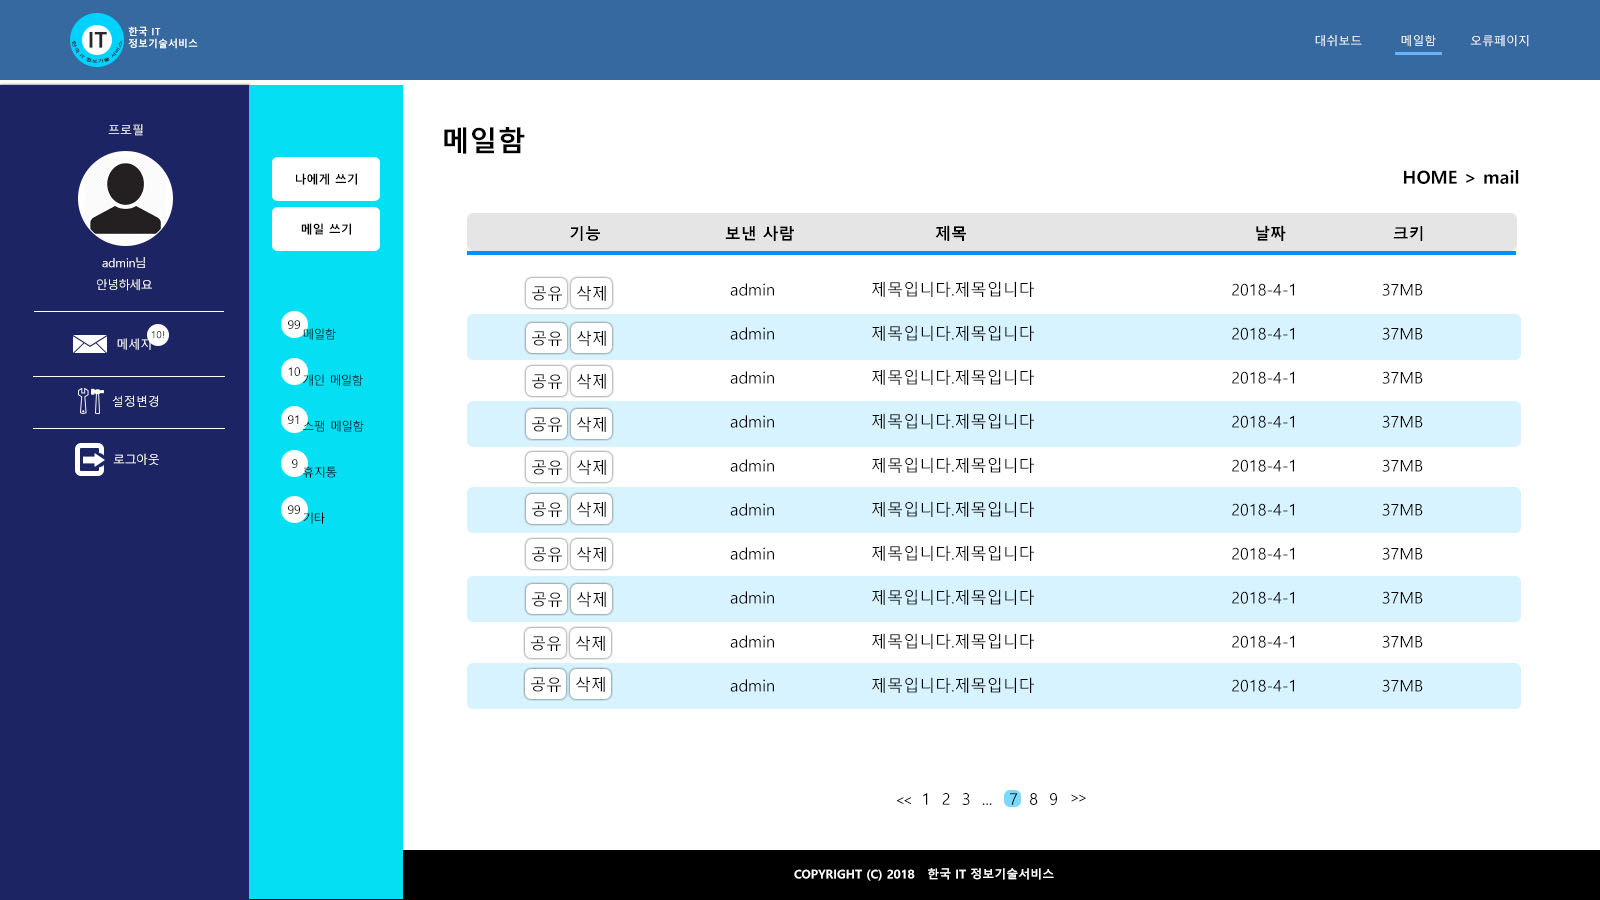 IT
한국 IT
정보기술서비스
한국 IT 정보기술 서비스
대쉬보드 메일함 오류페이지
프로필
admin님
안녕하세요
메세지 10!
설정변경
로그아웃
나에게 쓰기
메일 쓰기
99 메일함
10 개인 메일함
91 스팸 메일함
9 휴지통
99 기타
메일함
HOME > mail
기능 보낸 사람 제목 날짜 크키
공유 삭제 admin 제목입니다.제목입니다 2018-4-1 37MB
공유 삭제 admin 제목입니다.제목입니다 2018-4-1 37MB
공유 삭제 admin 제목입니다.제목입니다 2018-4-1 37MB
공유 삭제 admin 제목입니다.제목입니다 2018-4-1 37MB
공유 삭제 admin 제목입니다.제목입니다 2018-4-1 37MB
공유 삭제 admin 제목입니다.제목입니다 2018-4-1 37MB
공유 삭제 admin 제목입니다.제목입니다 2018-4-1 37MB
공유 삭제 admin 제목입니다.제목입니다 2018-4-1 37MB
공유 삭제 admin 제목입니다.제목입니다 2018-4-1 37MB
공유 삭제 admin 제목입니다.제목입니다 2018-4-1 37MB
<< 1 2 3 ... 7 8 9 >>
COPYRIGHT (C) 2018 한국 IT 정보기술서비스